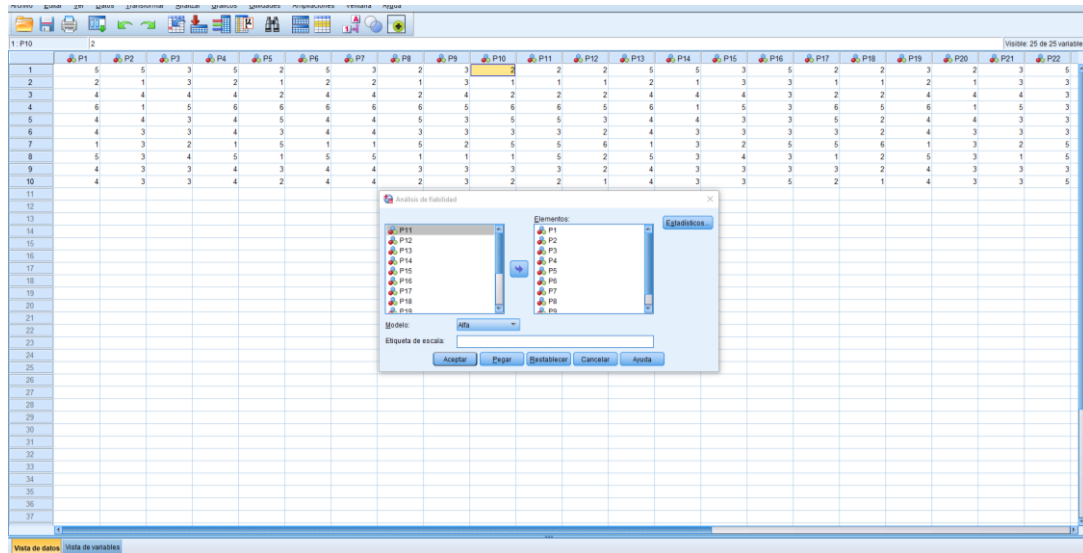 Archivo Editar Ver Datos Transformar Analizar Gráficos Utilidades Ampliaciones Ventana Ayuda
1 : P10 2 Visible: 25 de 25 variable
P1 P2 P3 P4 P5 P6 P7 P8 P9 P10 P11 P12 P13 P14 P15 P16 P17 P18 P19 P20 P21 P22
1 5 5 3 5 2 5 3 2 3 2 2 2 5 5 3 5 2 2 3 2 3 5
2 2 1 3 2 1 2 1 1 3 1 1 1 2 1 3 3 1 1 2 1 3 3
3 4 4 4 4 2 4 4 2 4 2 2 2 4 4 4 3 2 2 4 4 4 3
4 6 1 5 6 6 6 6 6 5 6 6 5 6 1 5 3 6 5 6 1 5 3
5 4 4 3 4 5 4 4 5 3 5 5 3 4 4 3 3 5 2 4 4 3 3
6 4 3 3 4 3 4 4 3 3 3 3 2 4 3 3 3 3 2 4 3 3 3
7 1 3 2 1 5 1 1 5 2 5 5 6 1 3 2 5 5 6 1 3 2 5
8 5 3 4 5 1 5 5 1 1 1 5 2 5 3 4 3 1 2 5 3 1 5
9 4 3 3 4 3 4 4 3 3 3 3 2 4 3 3 3 3 2 4 3 3 3
10 4 3 3 4 2 4 4 2 3 2 2 1 4 3 3 5 2 1 4 3 3 5
11
12
13
14
15
16
17
18
19
20
21
22
23
24
25
26
27
28
29
30
31
32
33
34
35
36
37
Análisis de fiabilidad
P11
P12
P13
P14
P15
P16
P17
P18
P19
Elementos:
P1
P2
P3
P4
P5
P6
P7
P8
P9
Estadísticos...
Modelo: Alfa
Etiqueta de escala:
Aceptar Pegar Restablecer Cancelar Ayuda
Vista de datos Vista de variables